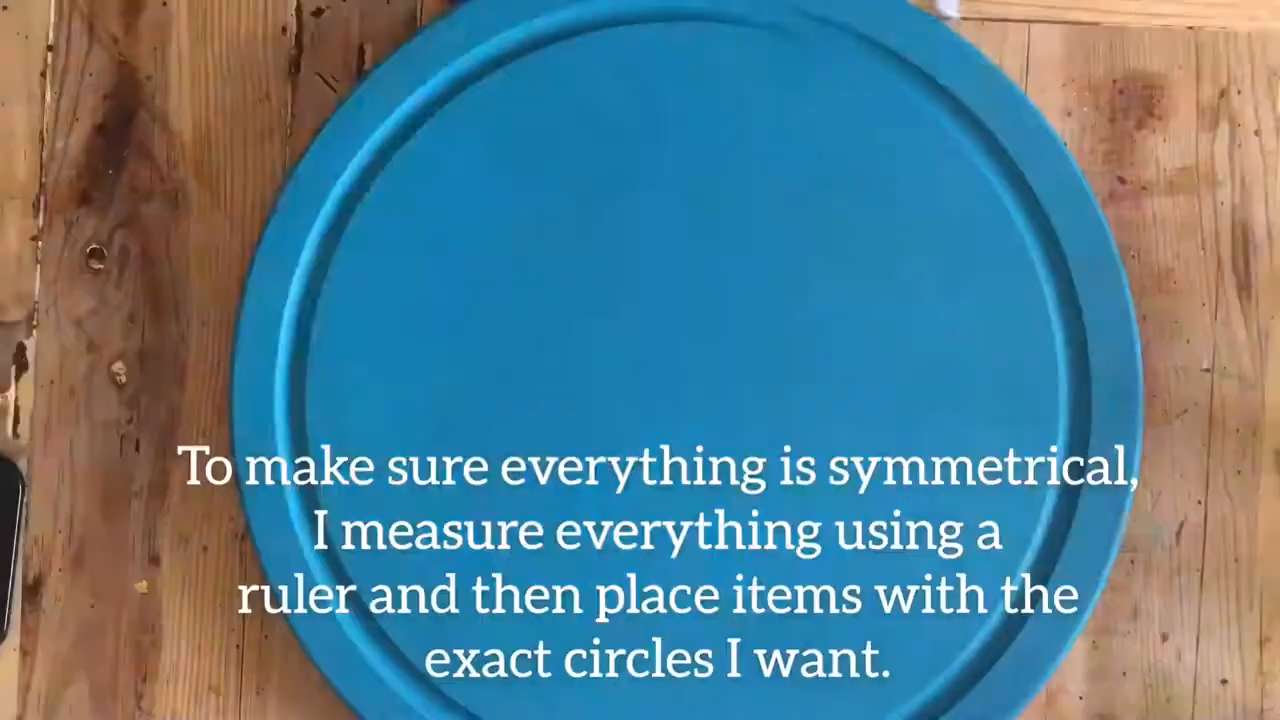 To make sure everything is symmetrical,
I measure everything using a
ruler and then place items with the
exact circles I want.